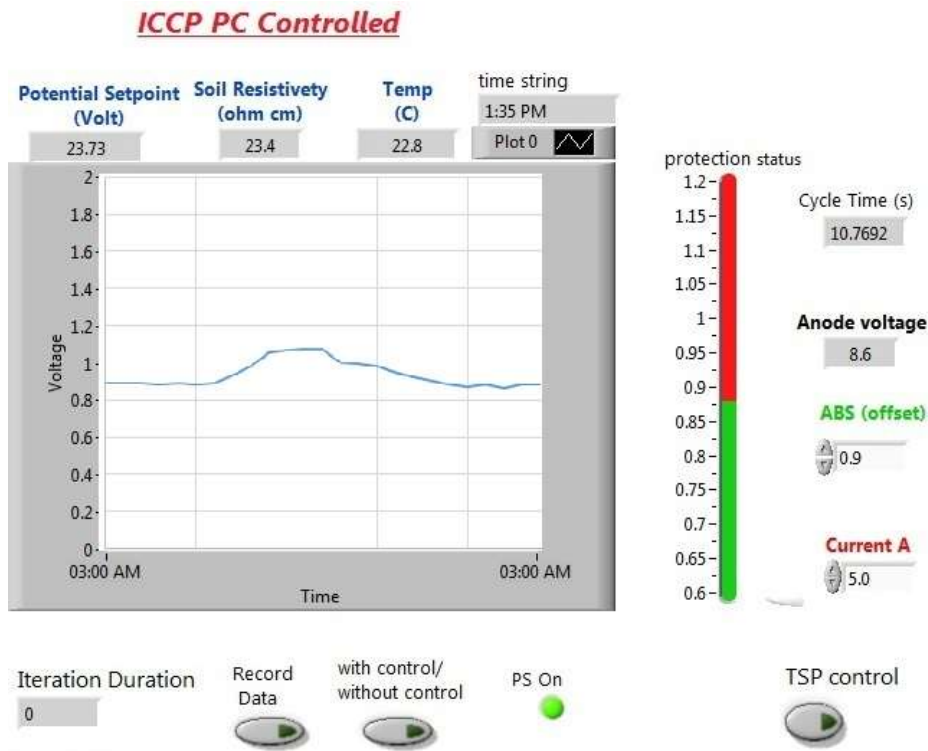 ICCP PC Controlled
Potential Setpoint
(Volt)
23.73
Soil Resistivety
(ohm cm)
23.4
Temp
(C)
22.8
time string
1:35 PM
Plot 0
Voltage
2
1.8
1.6
1.4
1.2
1
0.8
0.6
0.4
0.2
0
03:00 AM
03:00 AM
Time
protection status
1.2
1.15
1.1
1.05
1
0.95
0.9
0.85
0.8
0.75
0.7
0.65
0.6
Cycle Time (s)
10.7692
Anode voltage
8.6
ABS (offset)
0.9
Current A
5.0
Iteration Duration
0
Record
Data
with control/
without control
PS On
TSP control